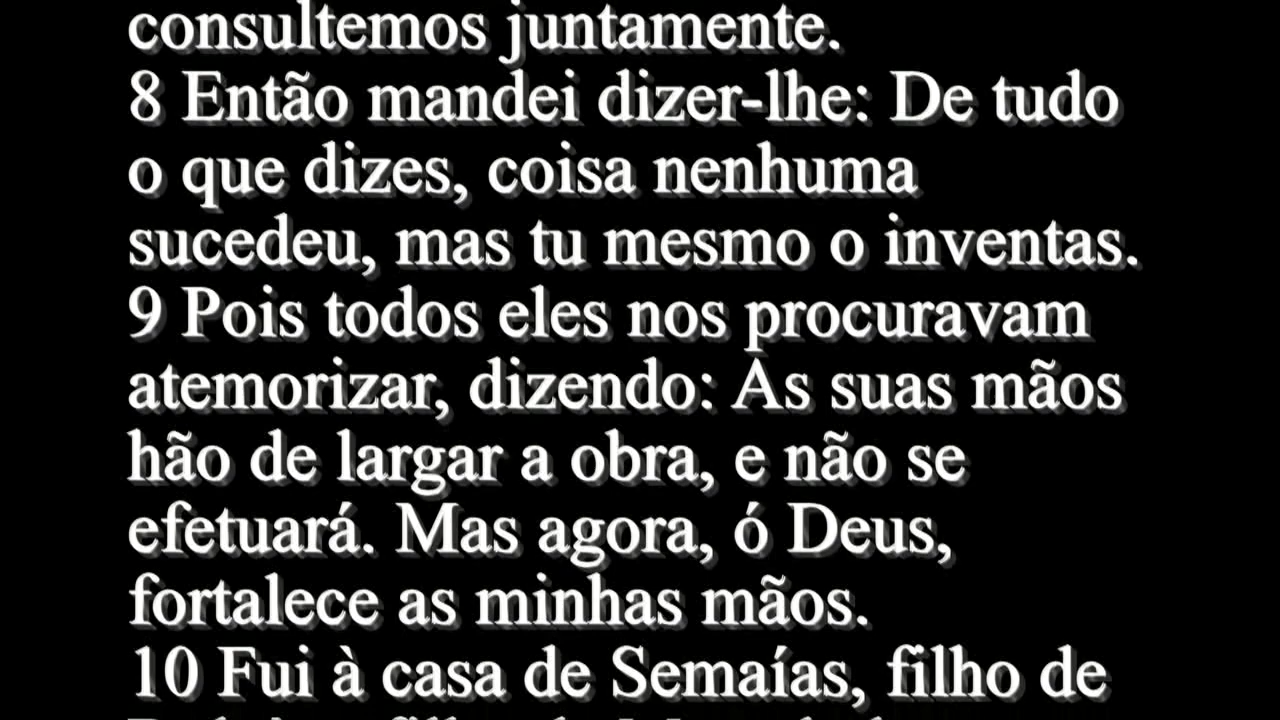 consultemos juntamente.
8 Então mandei dizer-lhe: De tudo
o que dizes, coisa nenhuma
sucedeu, mas tu mesmo o inventas.
9 Pois todos eles nos procuravam
atemorizar, dizendo: As suas mãos
hão de largar a obra, e não se
efetuará. Mas agora, ó Deus,
fortalece as minhas mãos.
10 Fui à casa de Semaías, filho de